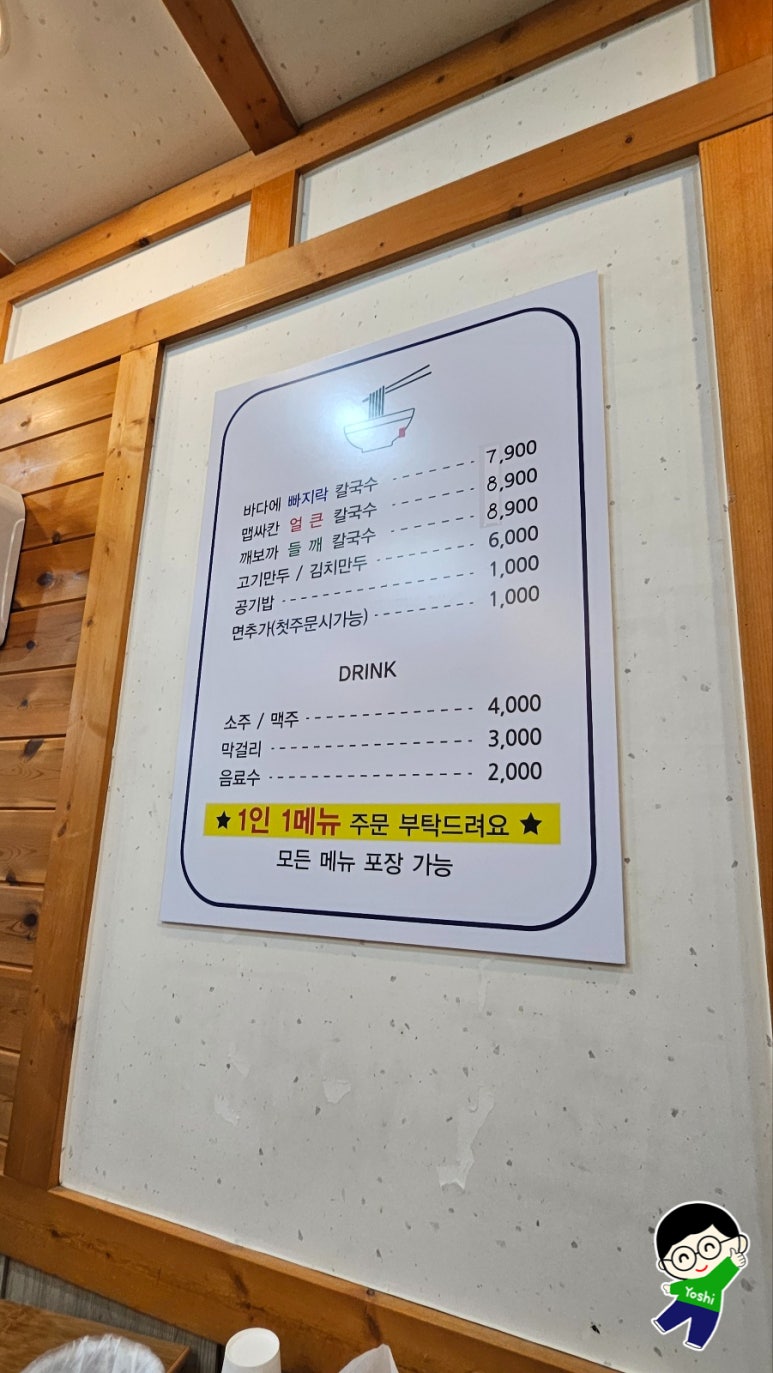 바다에 빠지락 칼국수 ---------- 7,900
맵싸칸 얼큰 칼국수 ---------- 8,900
깨보까 들깨 칼국수 ---------- 8,900
고기만두 / 김치만두 ---------- 6,000
공기밥 -------------------- 1,000
면추가(첫주문시가능) ---------- 1,000
DRINK
소주 / 맥주 ---------------- 4,000
막걸리 -------------------- 3,000
음료수 -------------------- 2,000
★1인 1메뉴 주문 부탁드려요 ★
모든 메뉴 포장 가능
Yoshi